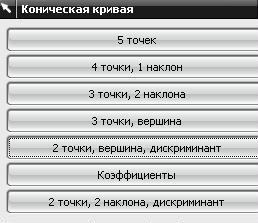 Коническая кривая
5 точек
4 точки, 1 наклон
3 точки, 2 наклона
3 точки, вершина
2 точки, вершина, дискриминант
Коэффициенты
2 точки, 2 наклона, дискриминант